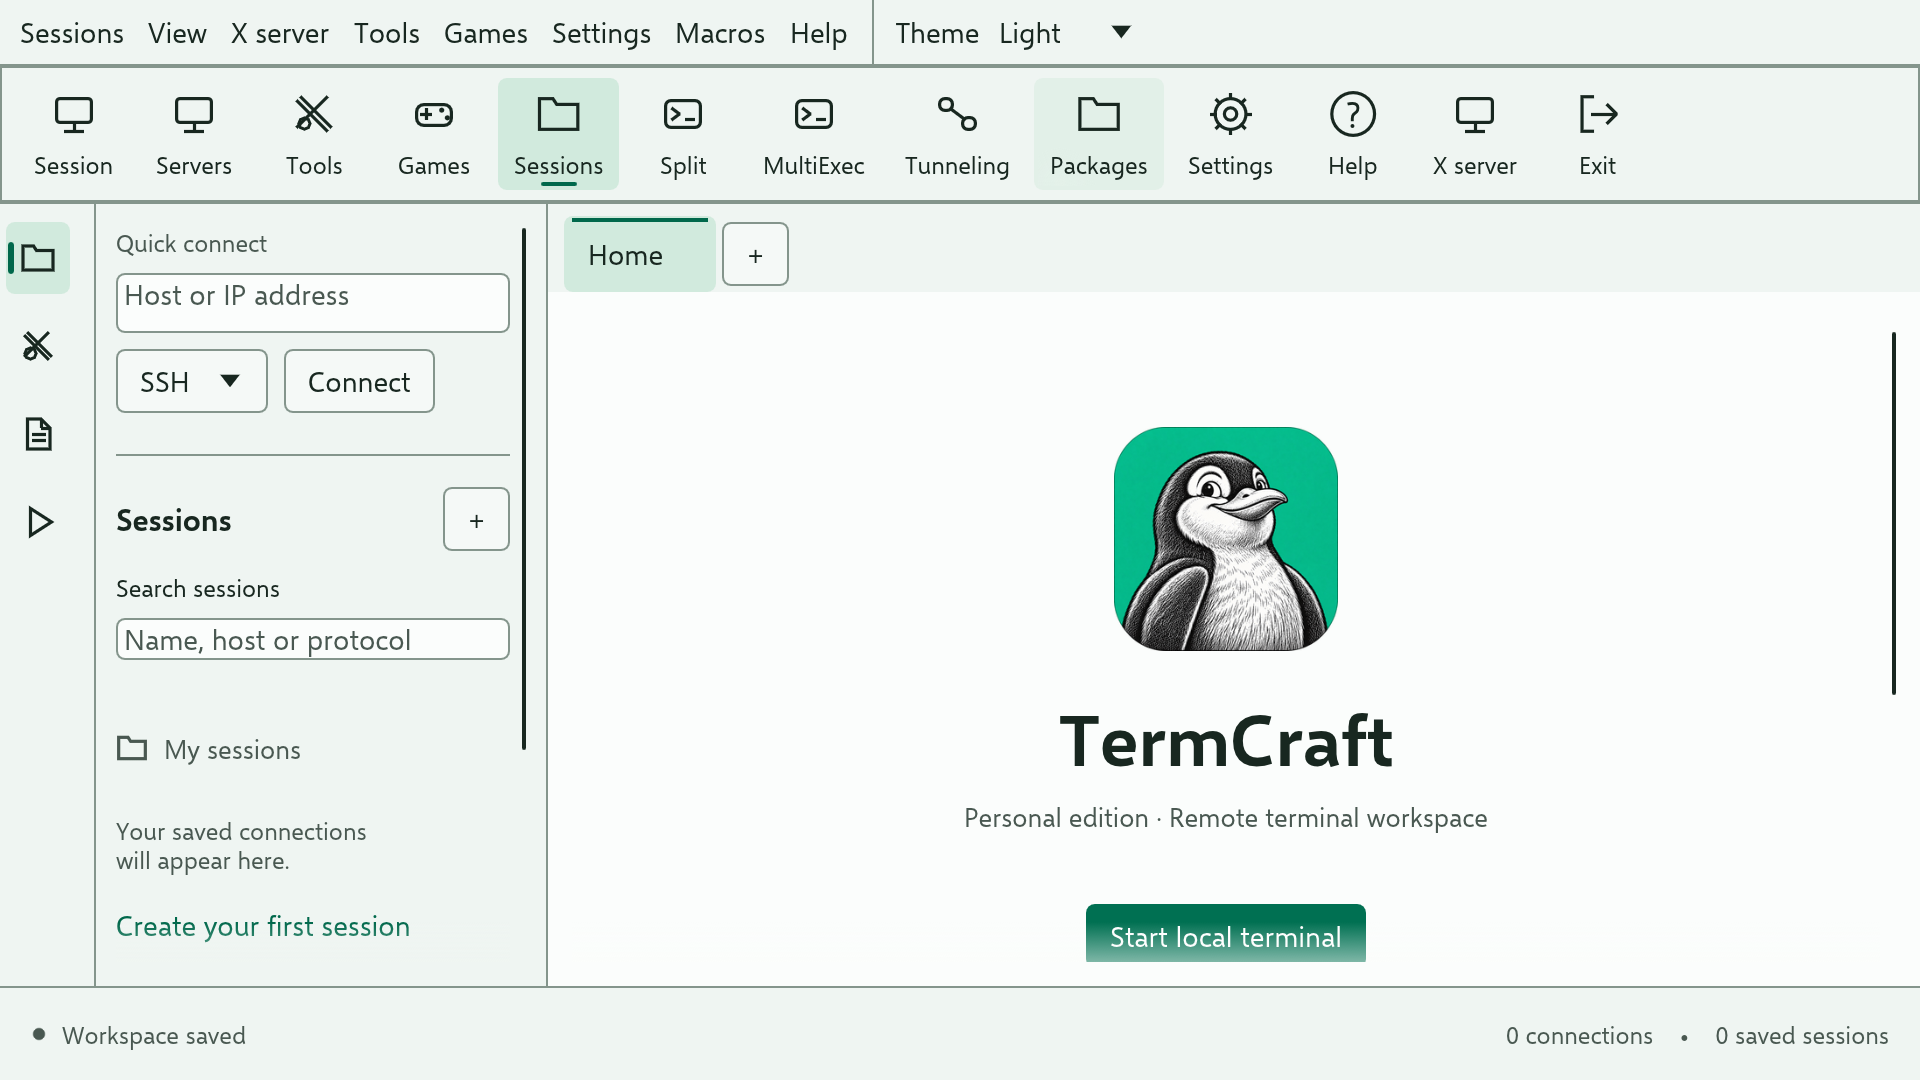 Sessions View X server Tools Games Settings Macros Help Theme Light
Session Servers Tools Games Sessions Split MultiExec Tunneling Packages Settings Help X server Exit
Quick connect
Host or IP address
SSH Connect
Sessions +
Search sessions
Name, host or protocol
My sessions
Your saved connections
will appear here.
Create your first session
Home +
TermCraft
Personal edition · Remote terminal workspace
Start local terminal
Workspace saved
0 connections • 0 saved sessions